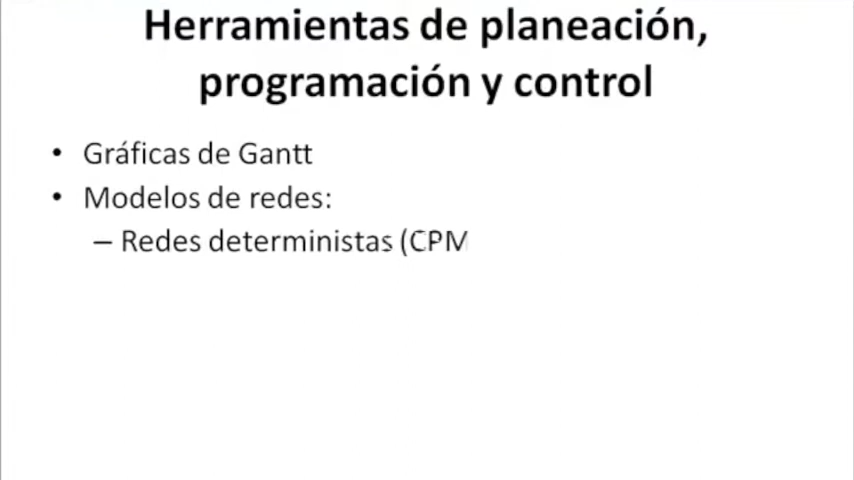 Herramientas de planeación,
programación y control
• Gráficas de Gantt
• Modelos de redes:
– Redes deterministas (CPM